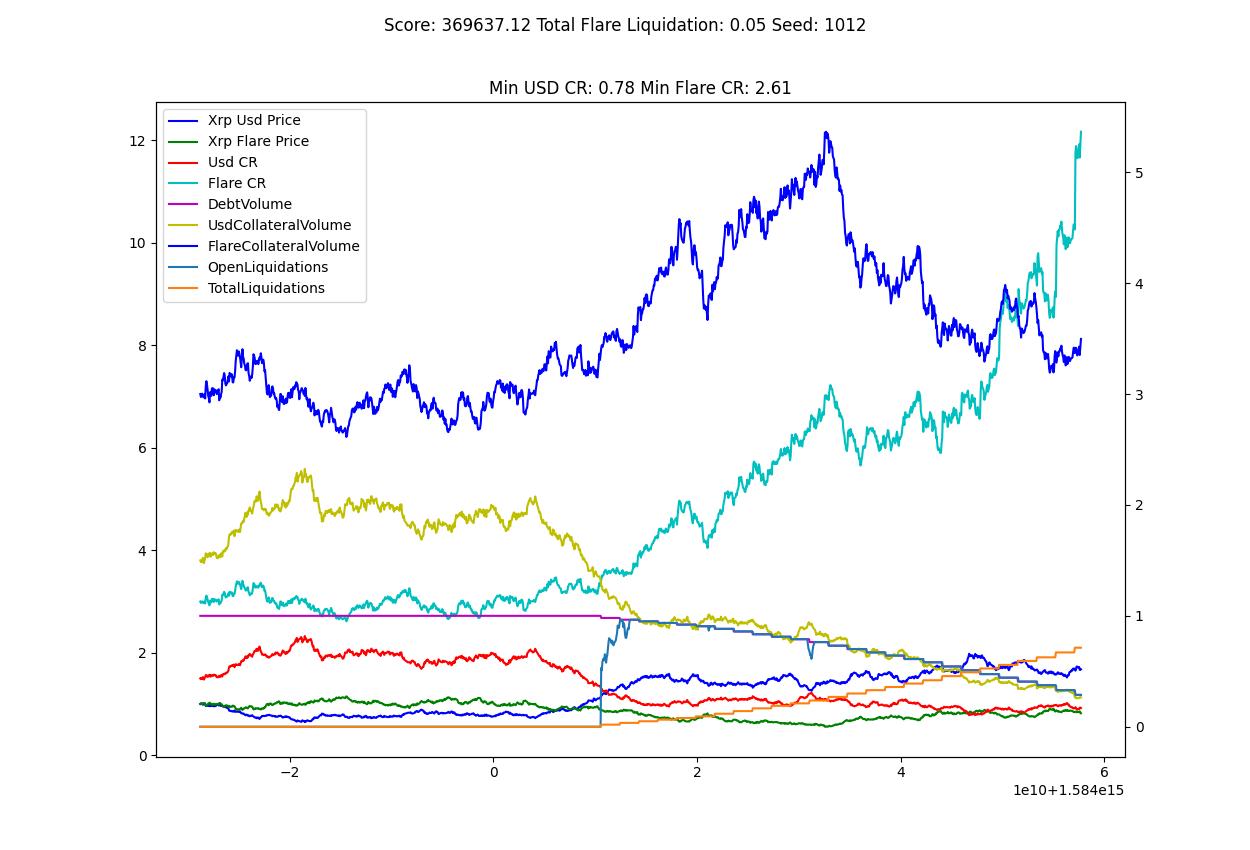 Score: 369637.12 Total Flare Liquidation: 0.05 Seed: 1012
Min USD CR: 0.78 Min Flare CR: 2.61
Xrp Usd Price
Xrp Flare Price
Usd CR
Flare CR
DebtVolume
UsdCollateralVolume
FlareCollateralVolume
OpenLiquidations
TotalLiquidations
12
10
8
6
4
2
0
5
4
3
2
1
0
−2
0
2
4
6
1e10+1.584e15